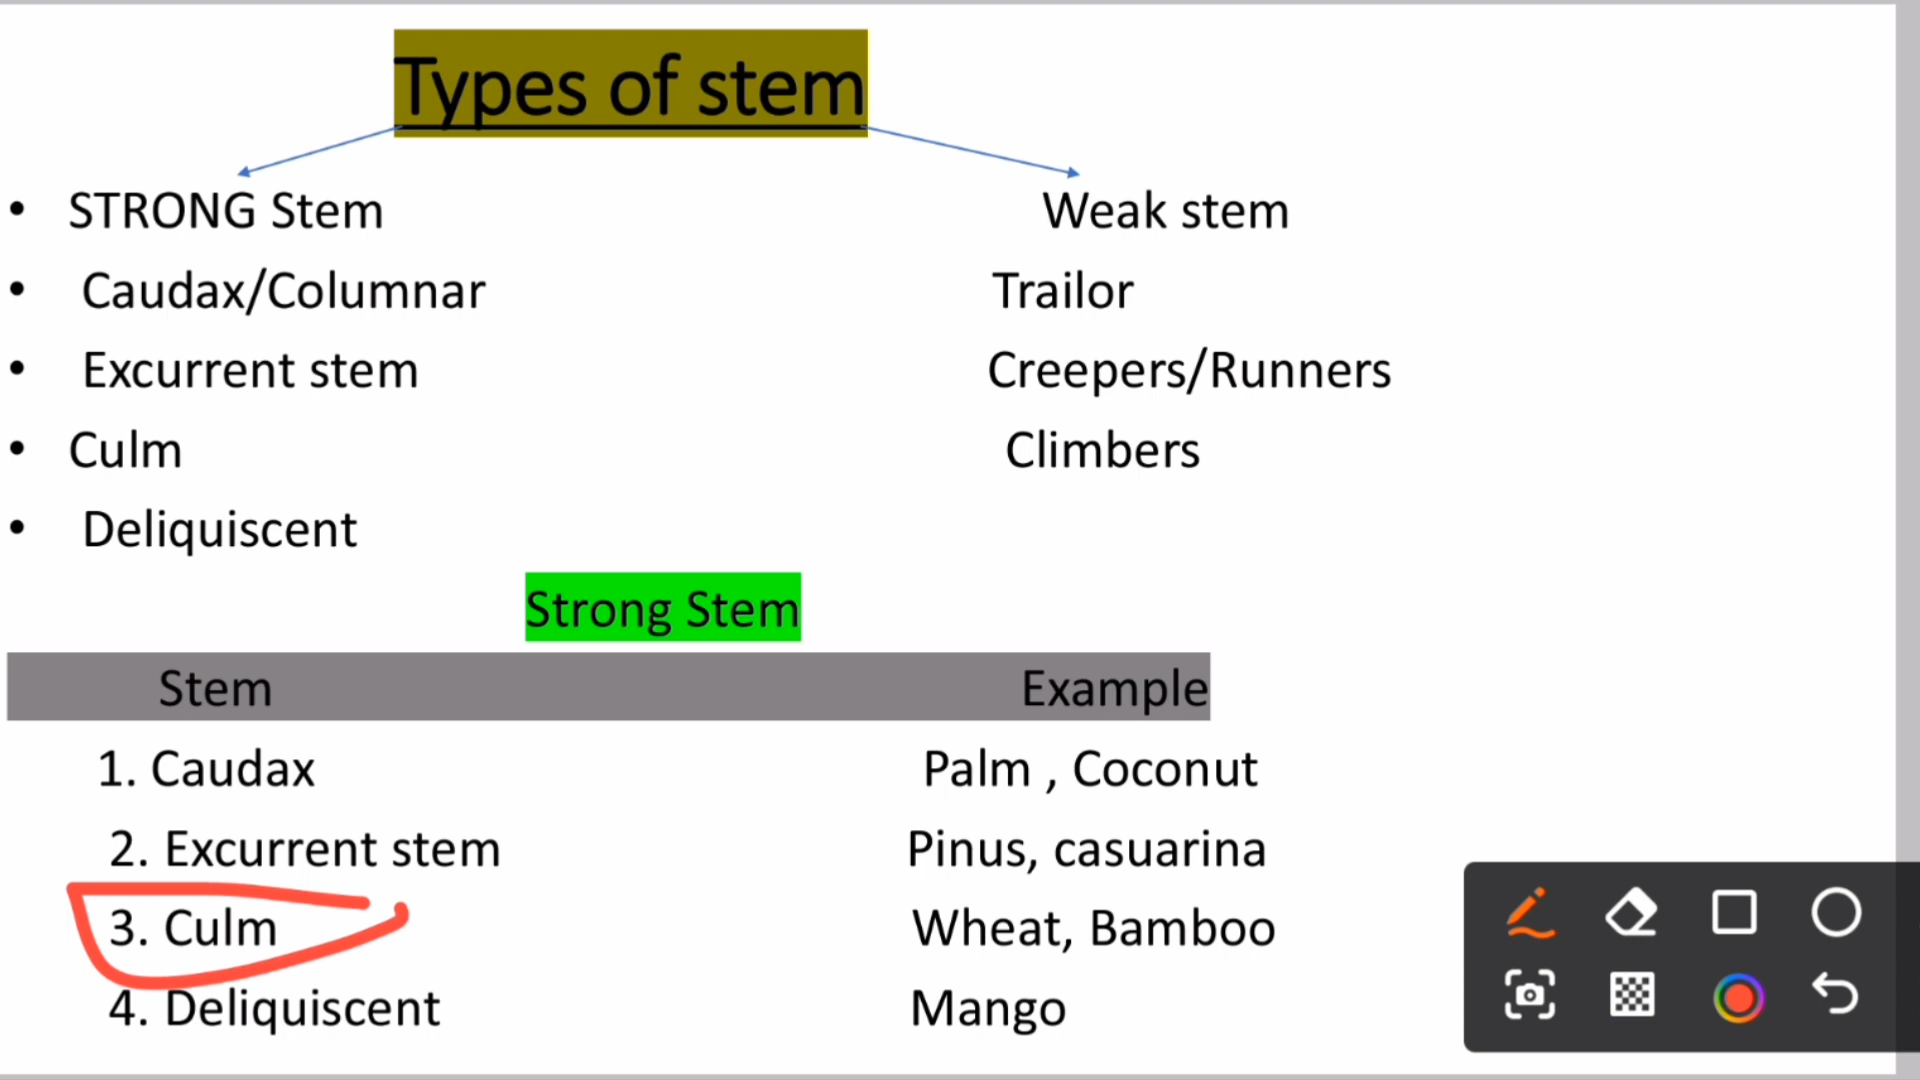 Types of stem
• STRONG Stem Weak stem
• Caudax/Columnar Trailor
• Excurrent stem Creepers/Runners
• Culm Climbers
• Deliquiscent
Strong Stem
Stem Example
1. Caudax Palm , Coconut
2. Excurrent stem Pinus, casuarina
3. Culm Wheat, Bamboo
4. Deliquiscent Mango